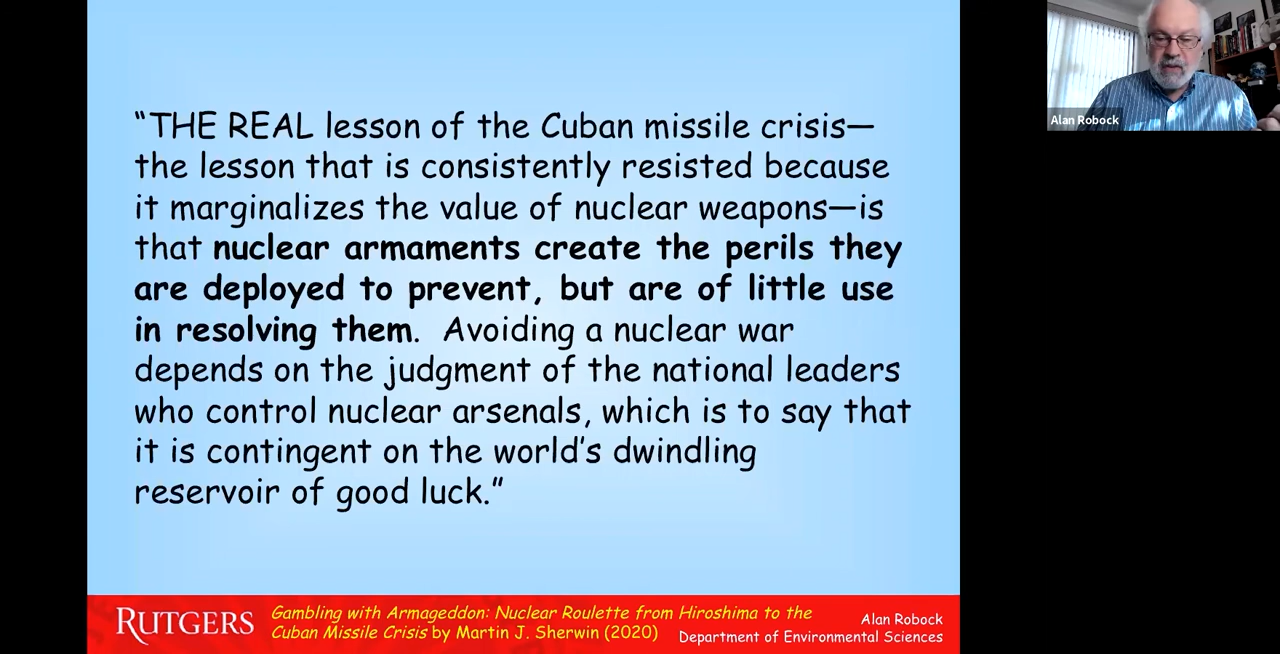 “THE REAL lesson of the Cuban missile crisis—
the lesson that is consistently resisted because
it marginalizes the value of nuclear weapons—is
that nuclear armaments create the perils they
are deployed to prevent, but are of little use
in resolving them.  Avoiding a nuclear war
depends on the judgment of the national leaders
who control nuclear arsenals, which is to say that
it is contingent on the world’s dwindling
reservoir of good luck.”
RUTGERS
Gambling with Armageddon: Nuclear Roulette from Hiroshima to the
Cuban Missile Crisis by Martin J. Sherwin (2020)
Alan Robock
Department of Environmental Sciences
Alan Robock